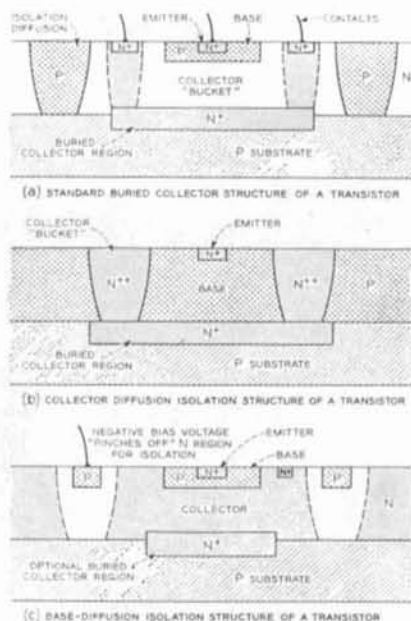 ISOLATION
DIFFUSION
EMITTER
BASE
CONTACTS
N+
P
N+
N+
P
P
N
COLLECTOR
"BUCKET"
N+
BURIED
COLLECTOR REGION
P SUBSTRATE
(a) STANDARD BURIED COLLECTOR STRUCTURE OF A TRANSISTOR
COLLECTOR
"BUCKET"
EMITTER
N+
N++
BASE
N++
P
N+
BURIED
COLLECTOR REGION
P SUBSTRATE
(b) COLLECTOR DIFFUSION ISOLATION STRUCTURE OF A TRANSISTOR
NEGATIVE BIAS VOLTAGE
"PINCHES OFF" N REGION
FOR ISOLATION
EMITTER
BASE
P
P
N+
N+
P
N
COLLECTOR
N+
OPTIONAL BURIED
COLLECTOR REGION
P SUBSTRATE
(c) BASE-DIFFUSION ISOLATION STRUCTURE OF A TRANSISTOR